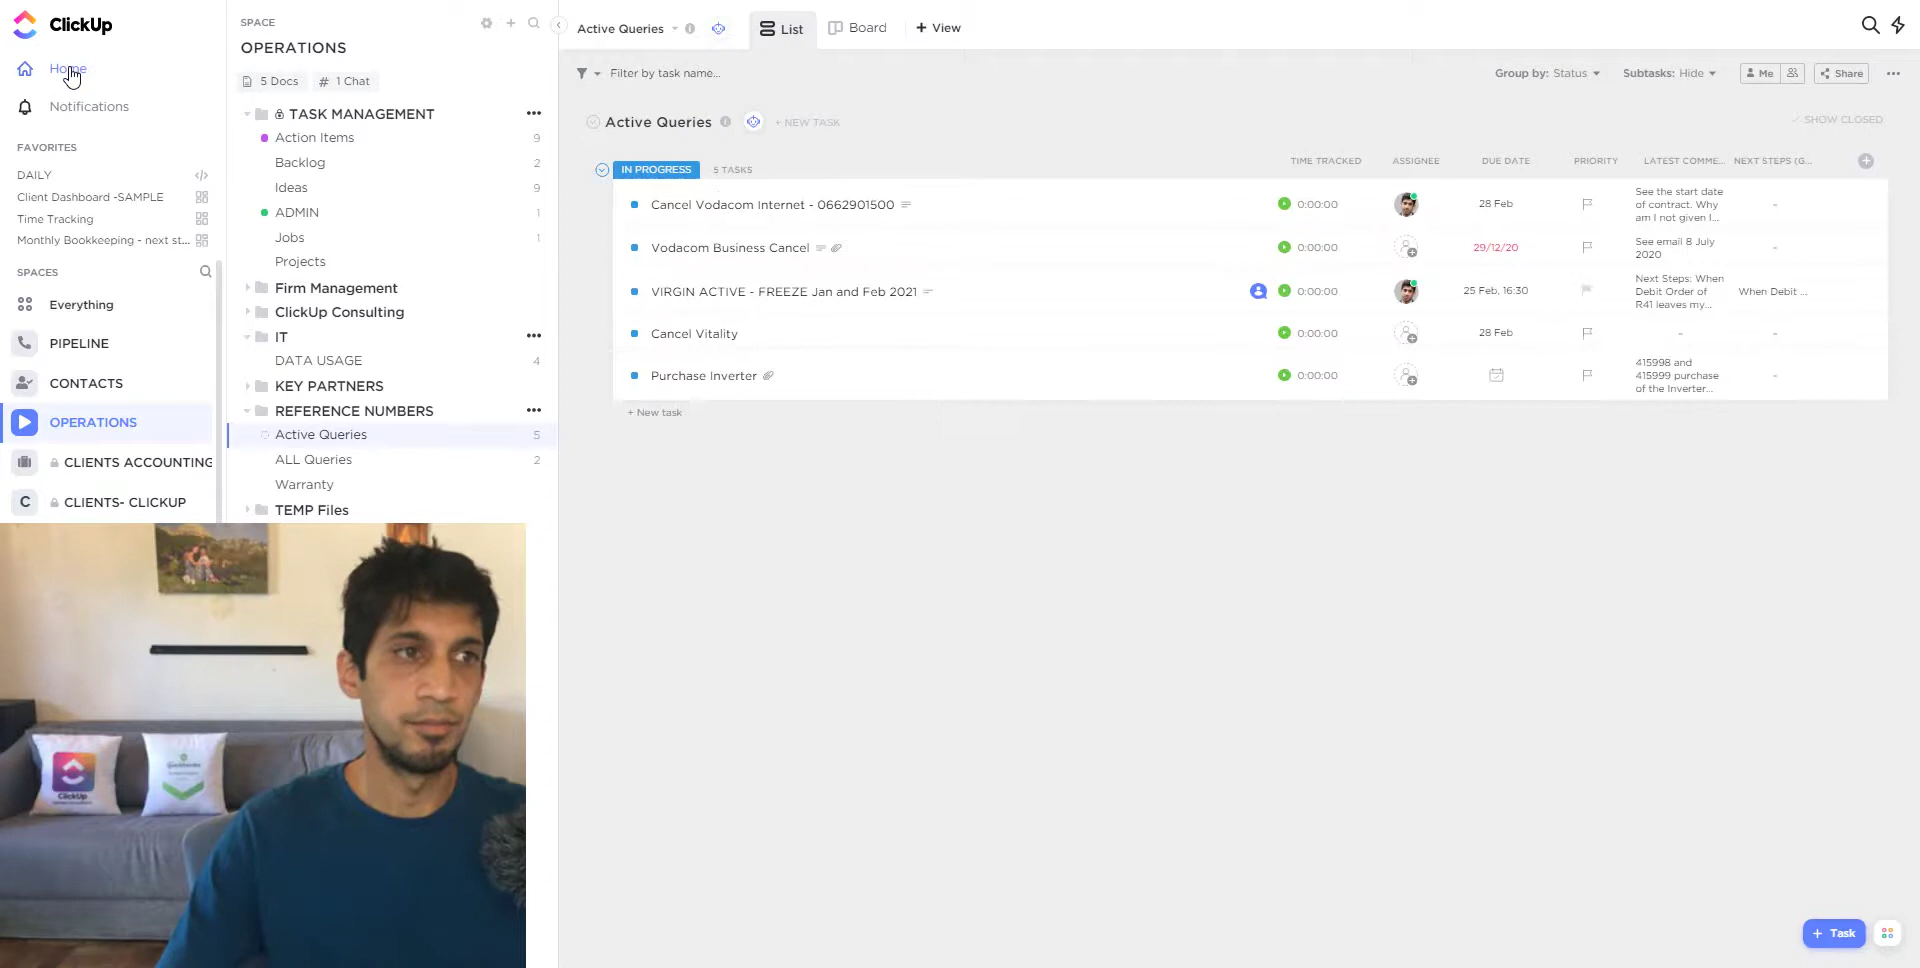 ClickUp
Home
Notifications
FAVORITES
DAILY
Client Dashboard -SAMPLE
Time Tracking
Monthly Bookkeeping - next st...
SPACES
Everything
PIPELINE
CONTACTS
OPERATIONS
CLIENTS ACCOUNTING
C CLIENTS- CLICKUP
SPACE
OPERATIONS
5 Docs # 1 Chat
TASK MANAGEMENT
Action Items 9
Backlog 2
Ideas 9
ADMIN 1
Jobs 1
Projects
Firm Management
ClickUp Consulting
IT
DATA USAGE 4
KEY PARTNERS
REFERENCE NUMBERS
Active Queries 5
ALL Queries 2
Warranty
TEMP Files
Active Queries List Board + View
Filter by task name... Group by: Status Subtasks: Hide Me Share
Active Queries + NEW TASK SHOW CLOSED
IN PROGRESS 5 TASKS TIME TRACKED ASSIGNEE DUE DATE PRIORITY LATEST COMME... NEXT STEPS (G...
Cancel Vodacom Internet - 0662901500 0:00:00 28 Feb See the start date
of contract. Why
am I not given I... -
Vodacom Business Cancel 0:00:00 29/12/20 See email 8 July
2020 -
VIRGIN ACTIVE - FREEZE Jan and Feb 2021 0:00:00 25 Feb, 16:30 Next Steps: When
Debit Order of
R41 leaves my... When Debit ...
Cancel Vitality 0:00:00 28 Feb - -
Purchase Inverter 0:00:00 415998 and
415999 purchase
of the Inverter... -
+ New task
ClickUp
+ Task